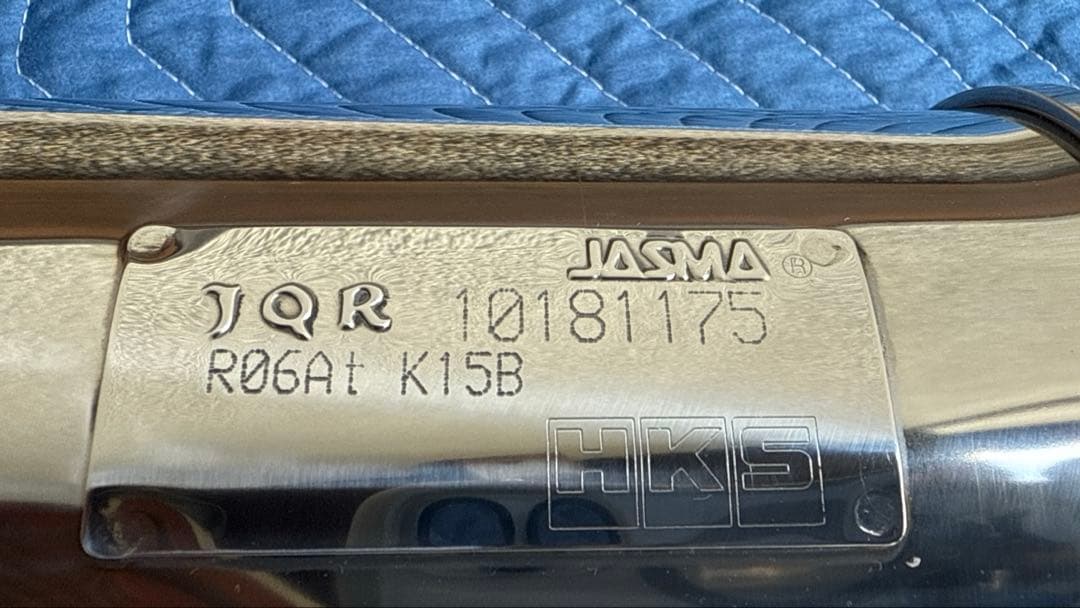 JASMA ®
JQR 10181175
R06At K15B
HKS